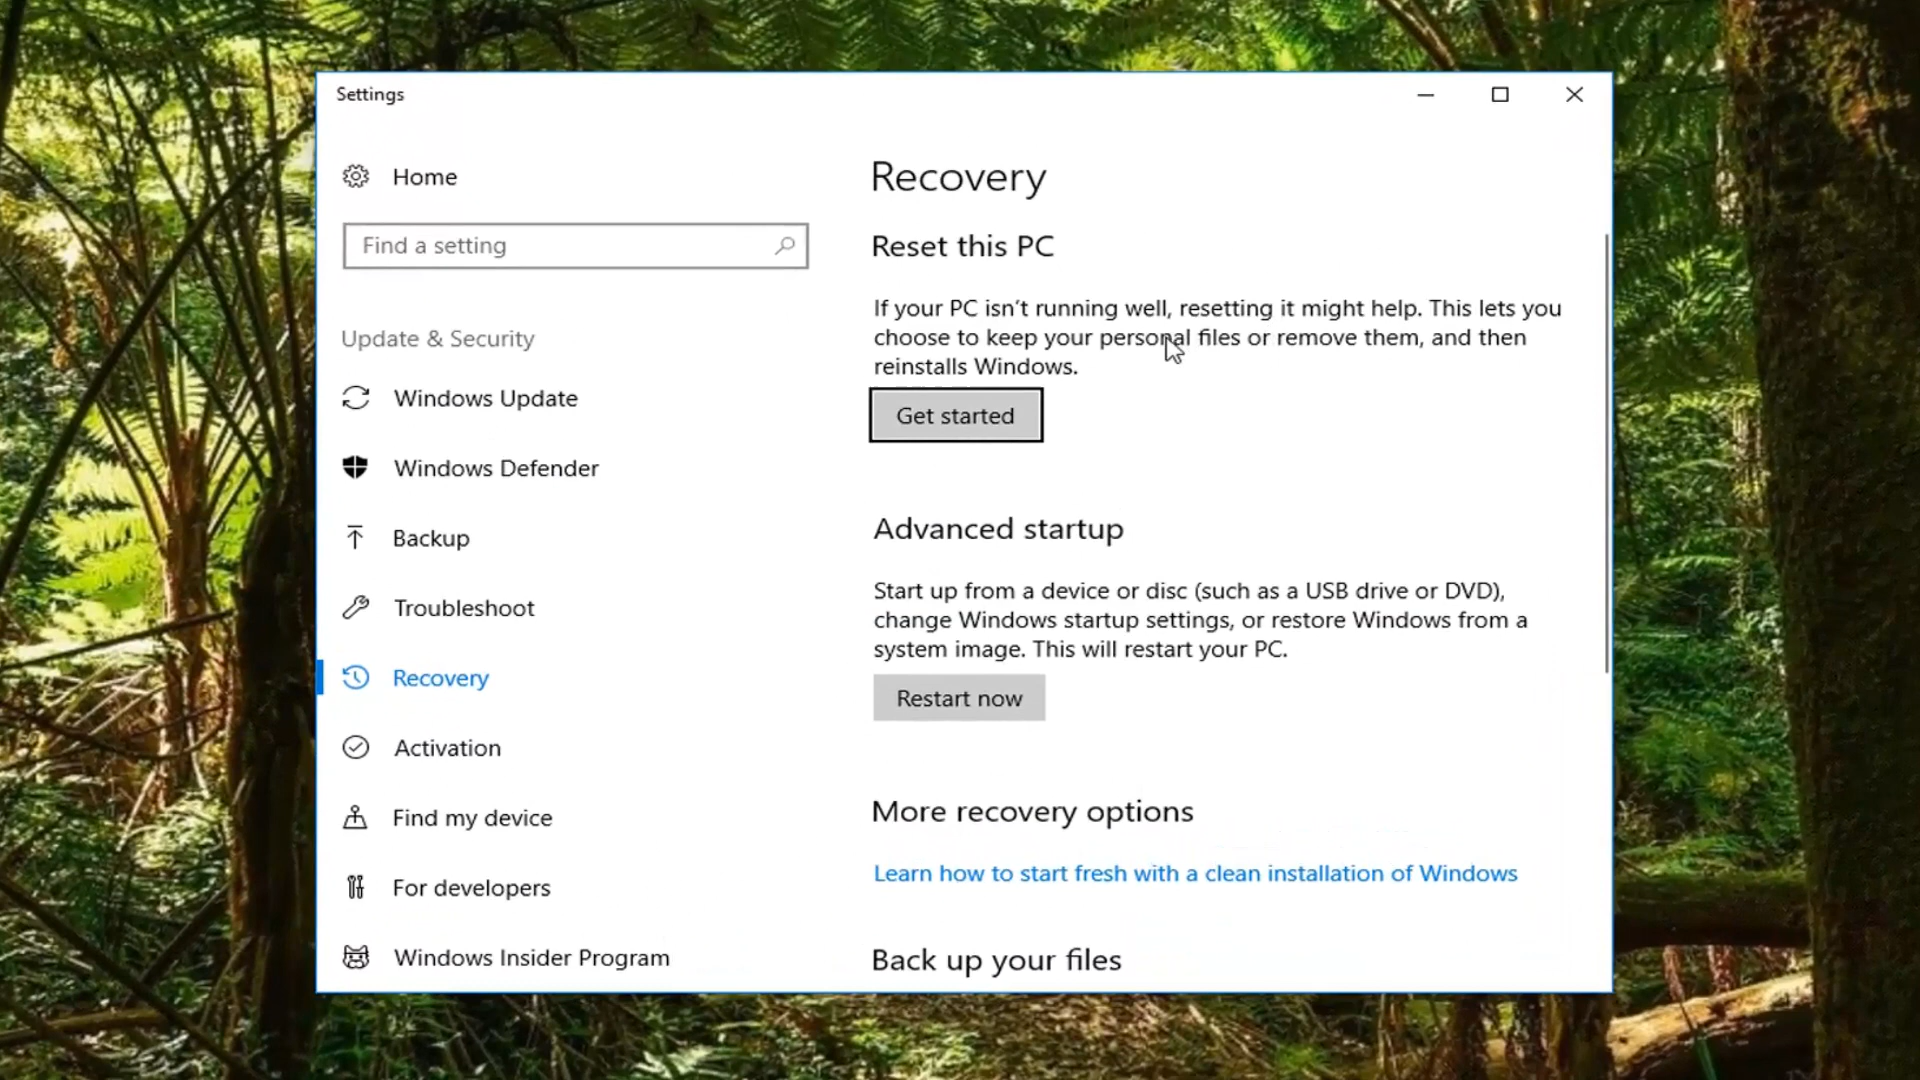 Settings
Home
Find a setting
Update & Security
Windows Update
Windows Defender
Backup
Troubleshoot
Recovery
Activation
Find my device
For developers
Windows Insider Program
Recovery
Reset this PC
If your PC isn't running well, resetting it might help. This lets you
choose to keep your personal files or remove them, and then
reinstalls Windows.
Get started
Advanced startup
Start up from a device or disc (such as a USB drive or DVD),
change Windows startup settings, or restore Windows from a
system image. This will restart your PC.
Restart now
More recovery options
Learn how to start fresh with a clean installation of Windows
Back up your files